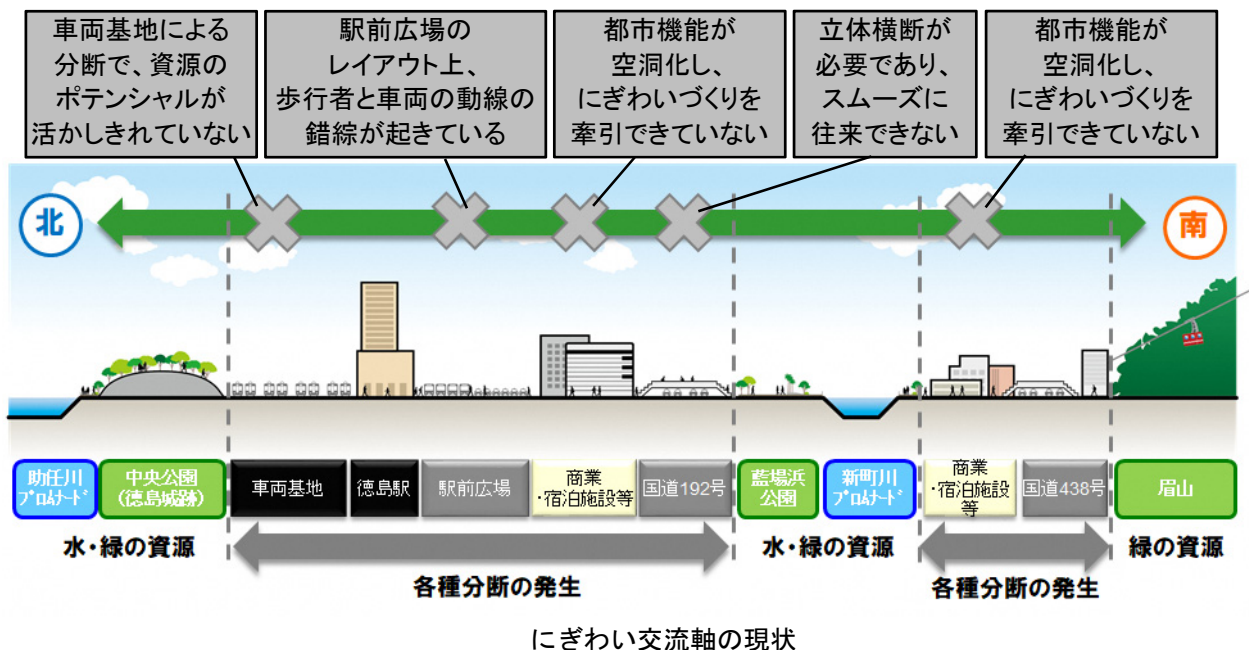 車両基地による
分断で、資源の
ポテンシャルが
活かしきれていない
駅前広場の
レイアウト上、
歩行者と車両の動線の
錯綜が起きている
都市機能が
空洞化し、
にぎわいづくりを
牽引できていない
立体横断が
必要であり、
スムーズに
往来できない
都市機能が
空洞化し、
にぎわいづくりを
牽引できていない
北
南
助任川
プロムナード
中央公園
(徳島城跡)
車両基地
徳島駅
駅前広場
商業
・宿泊施設等
国道192号
藍場浜
公園
新町川
プロムナード
商業
・宿泊施設
等
国道438号
眉山
水・緑の資源
各種分断の発生
水・緑の資源
各種分断の発生
緑の資源
にぎわい交流軸の現状